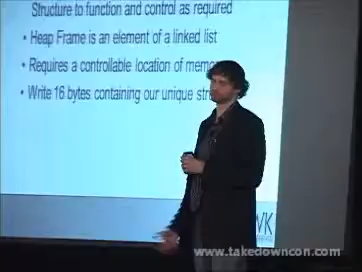 Structure to function and control as required
• Heap Frame is an element of a linked list
• Requires a controllable location of
• Write 16 bytes containing our unique
WK
www.takedowncon.com